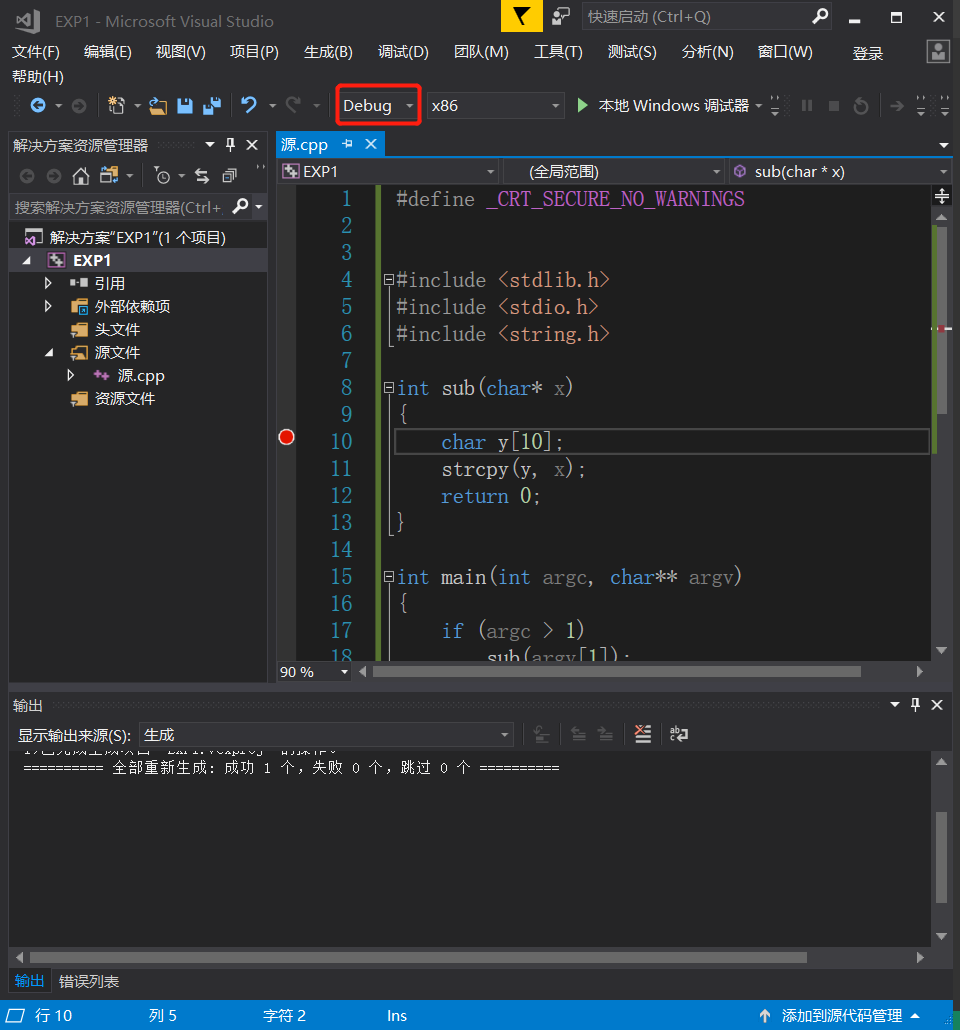 EXP1 - Microsoft Visual Studio
快速启动 (Ctrl+Q)
文件(F) 编辑(E) 视图(V) 项目(P) 生成(B) 调试(D) 团队(M) 工具(T) 测试(S) 分析(N) 窗口(W) 登录
帮助(H)
Debug x86 本地 Windows 调试器
解决方案资源管理器
搜索解决方案资源管理器(Ctrl+
解决方案"EXP1"(1 个项目)
EXP1
引用
外部依赖项
头文件
源文件
源.cpp
资源文件
源.cpp
EXP1 (全局范围) sub(char * x)
1 #define _CRT_SECURE_NO_WARNINGS
2
3
4 #include <stdlib.h>
5 #include <stdio.h>
6 #include <string.h>
7
8 int sub(char* x)
9 {
10 char y[10];
11 strcpy(y, x);
12 return 0;
13 }
14
15 int main(int argc, char** argv)
16 {
17 if (argc > 1)
18 sub(argv[1]);
90 %
输出
显示输出来源(S): 生成
========== 全部重新生成: 成功 1 个，失败 0 个，跳过 0 个 ==========
输出 错误列表
行 10 列 5 字符 2 Ins 添加到源代码管理